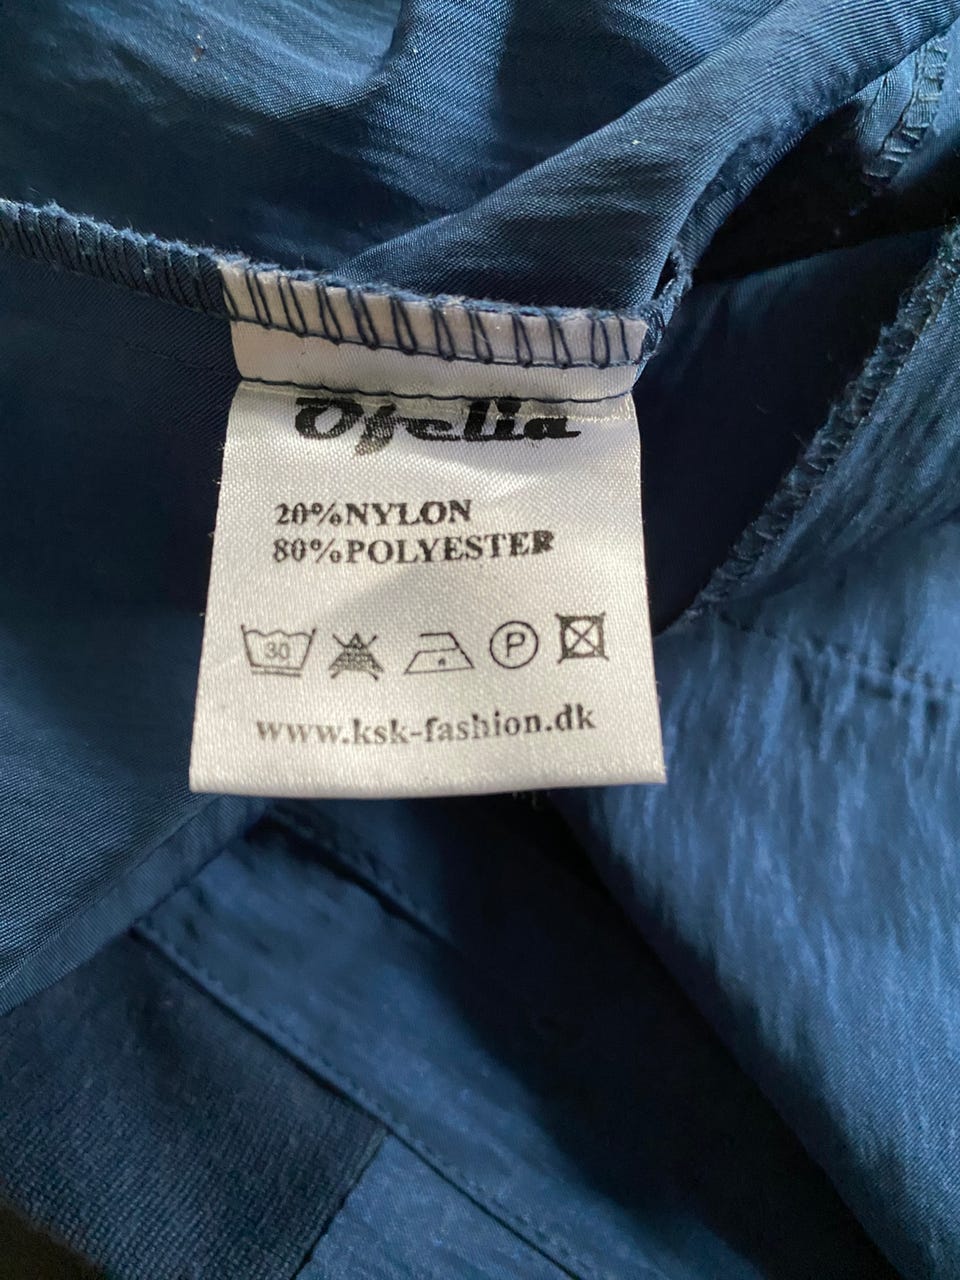 Ofelia
20%NYLON
80%POLYESTER
30 P
www.ksk-fashion.dk